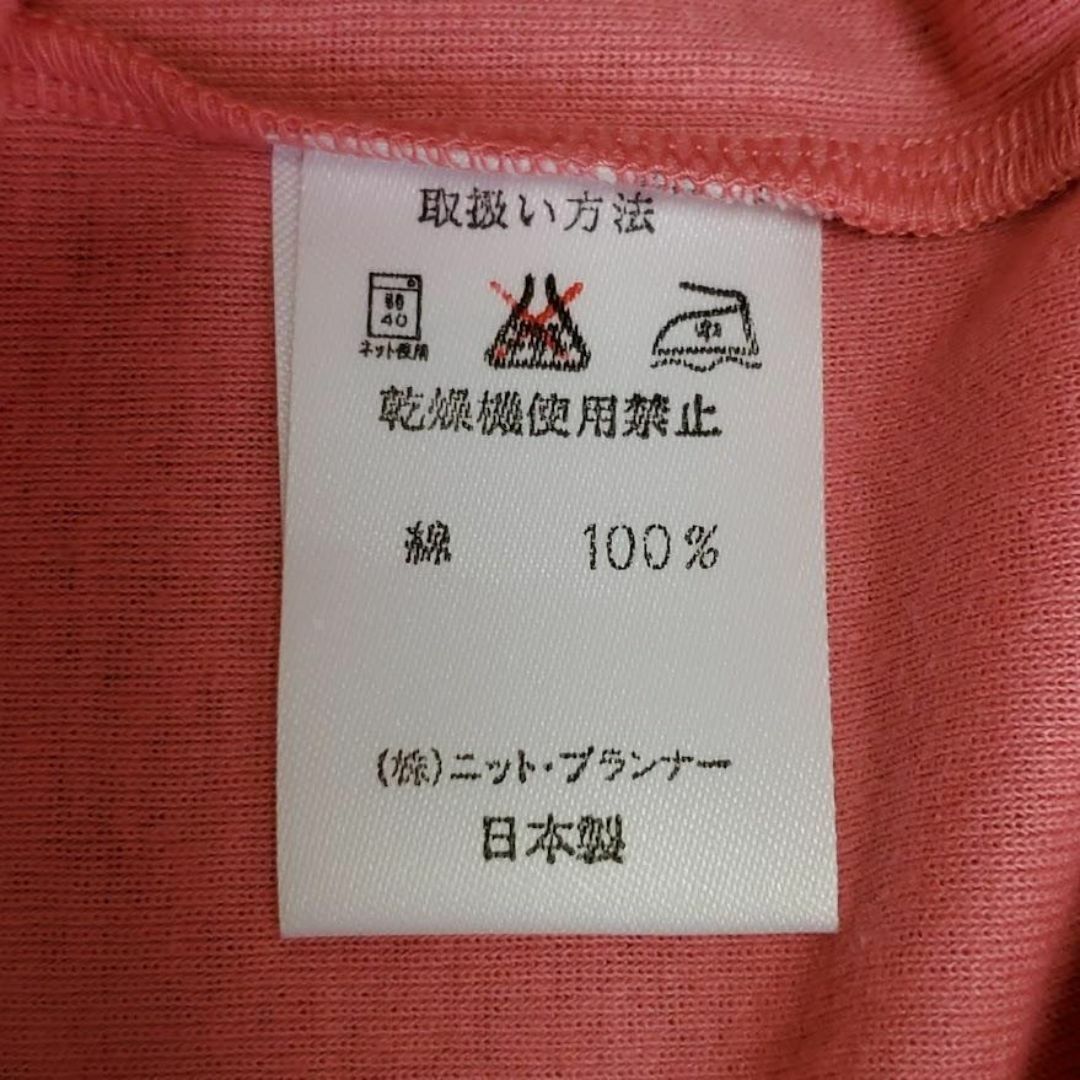 取扱い方法
弱
40
ネット使用
乾燥機使用禁止
綿 100%
(株)ニット・プランナー
日本製